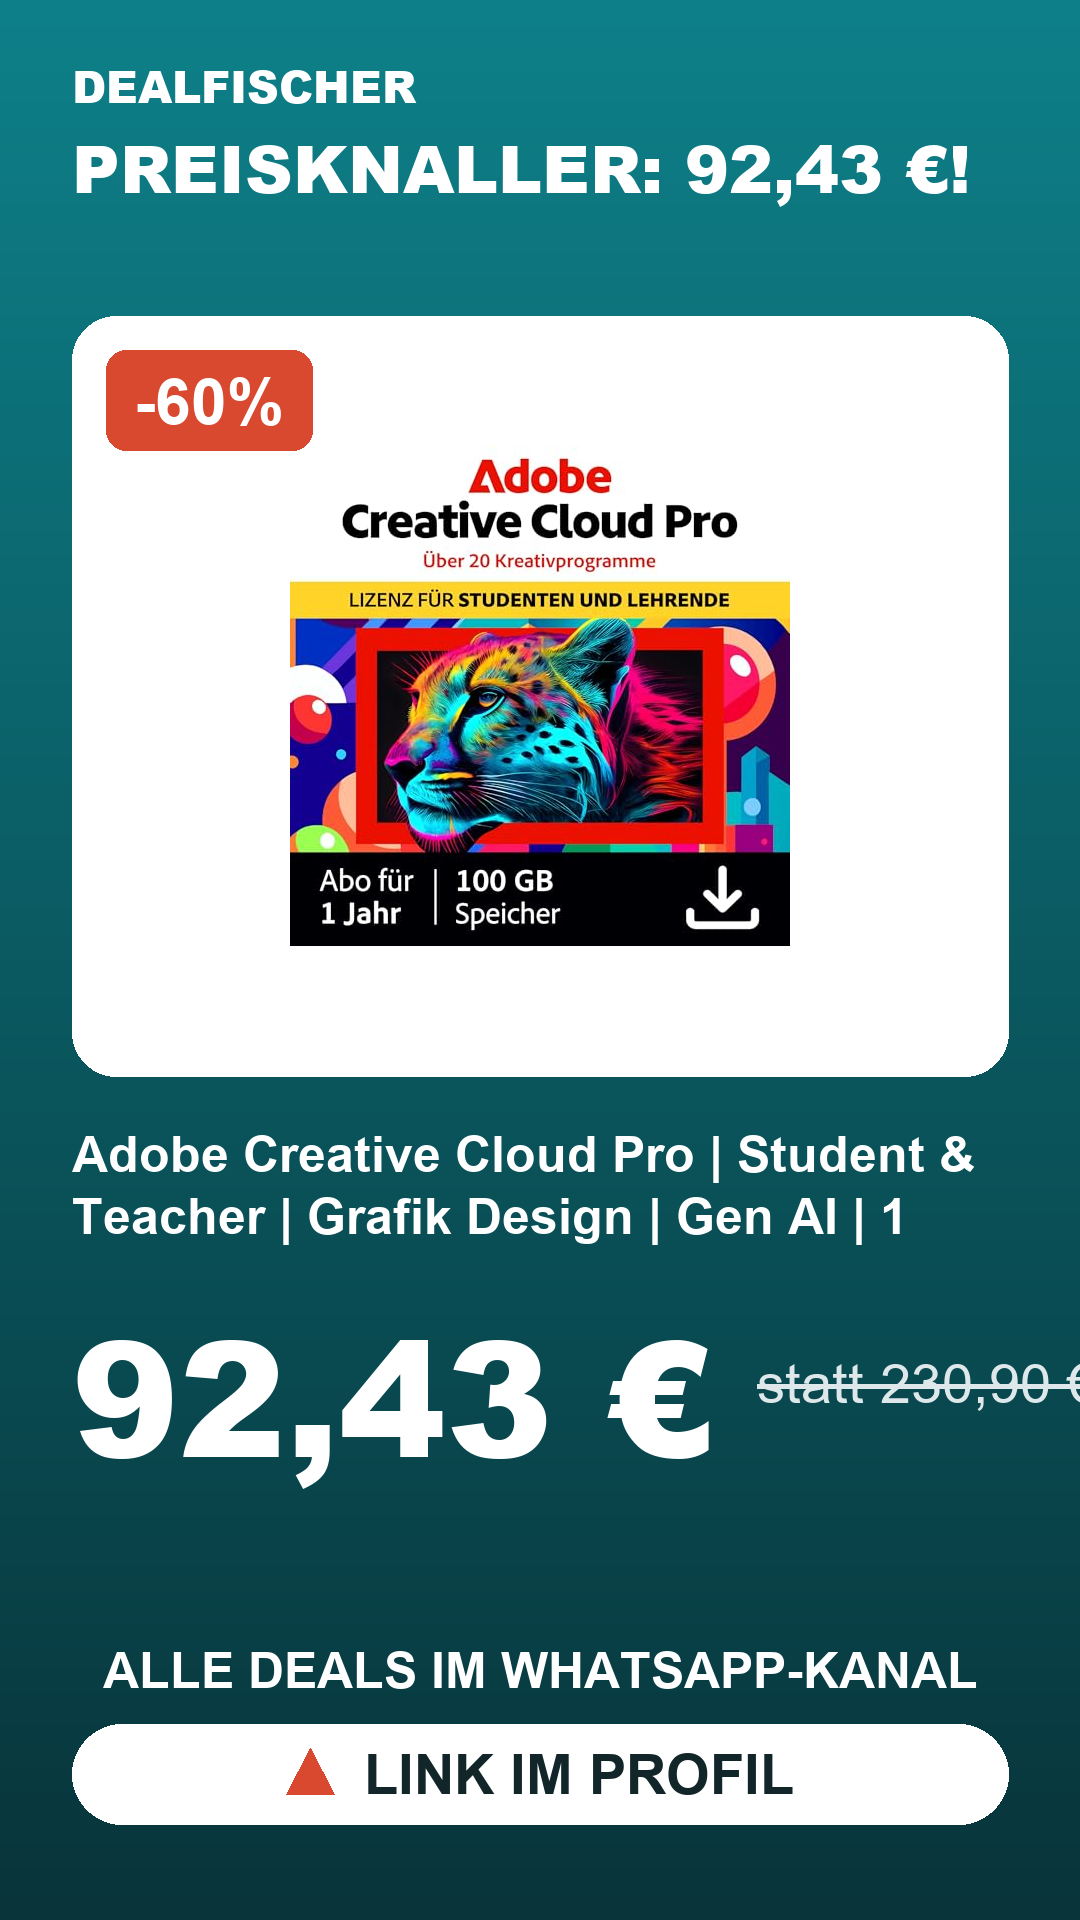 DEALFISCHER
PREISKNALLER: 92,43 €!
-60%
Adobe
Creative Cloud Pro
Über 20 Kreativprogramme
LIZENZ FÜR STUDENTEN UND LEHRENDE
Abo für
1 Jahr
100 GB
Speicher
Adobe Creative Cloud Pro | Student &
Teacher | Grafik Design | Gen AI | 1
92,43 €
statt 230,90 €
ALLE DEALS IM WHATSAPP-KANAL
LINK IM PROFIL